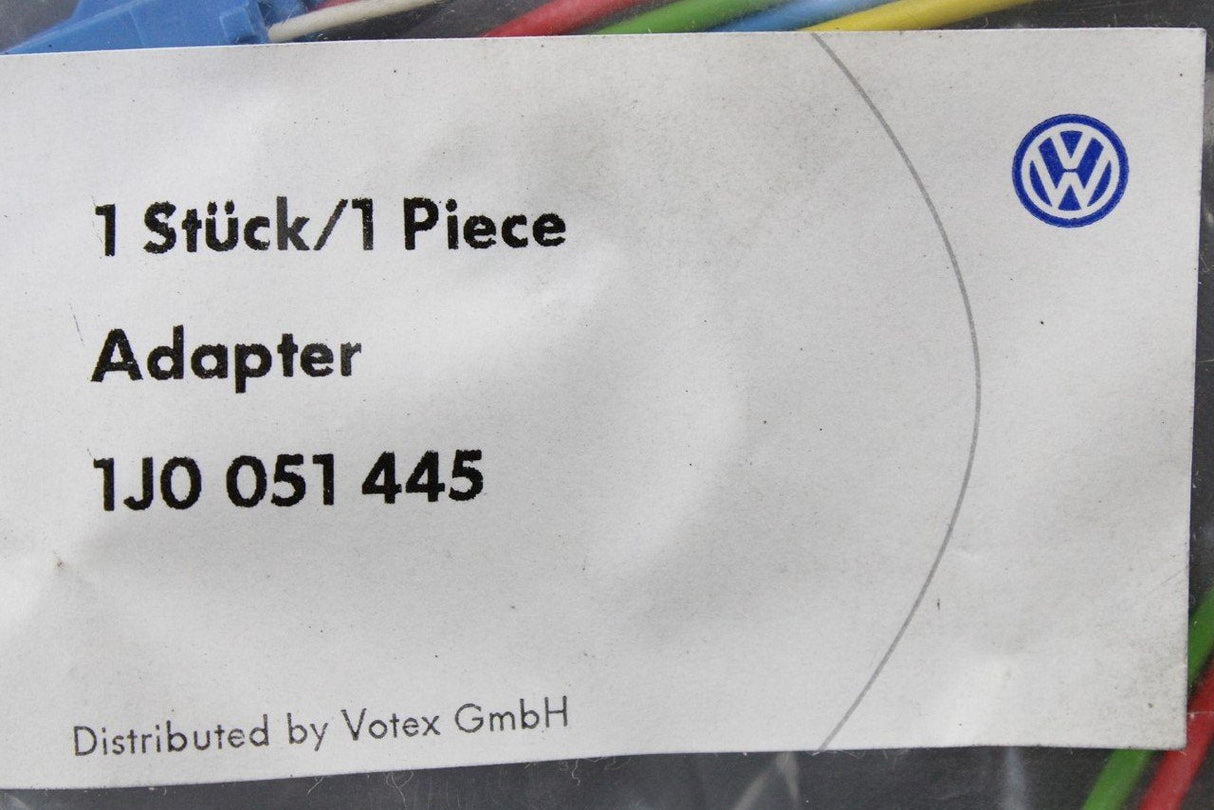 1 Stück/1 Piece
Adapter
1J0 051 445
Distributed by Votex GmbH